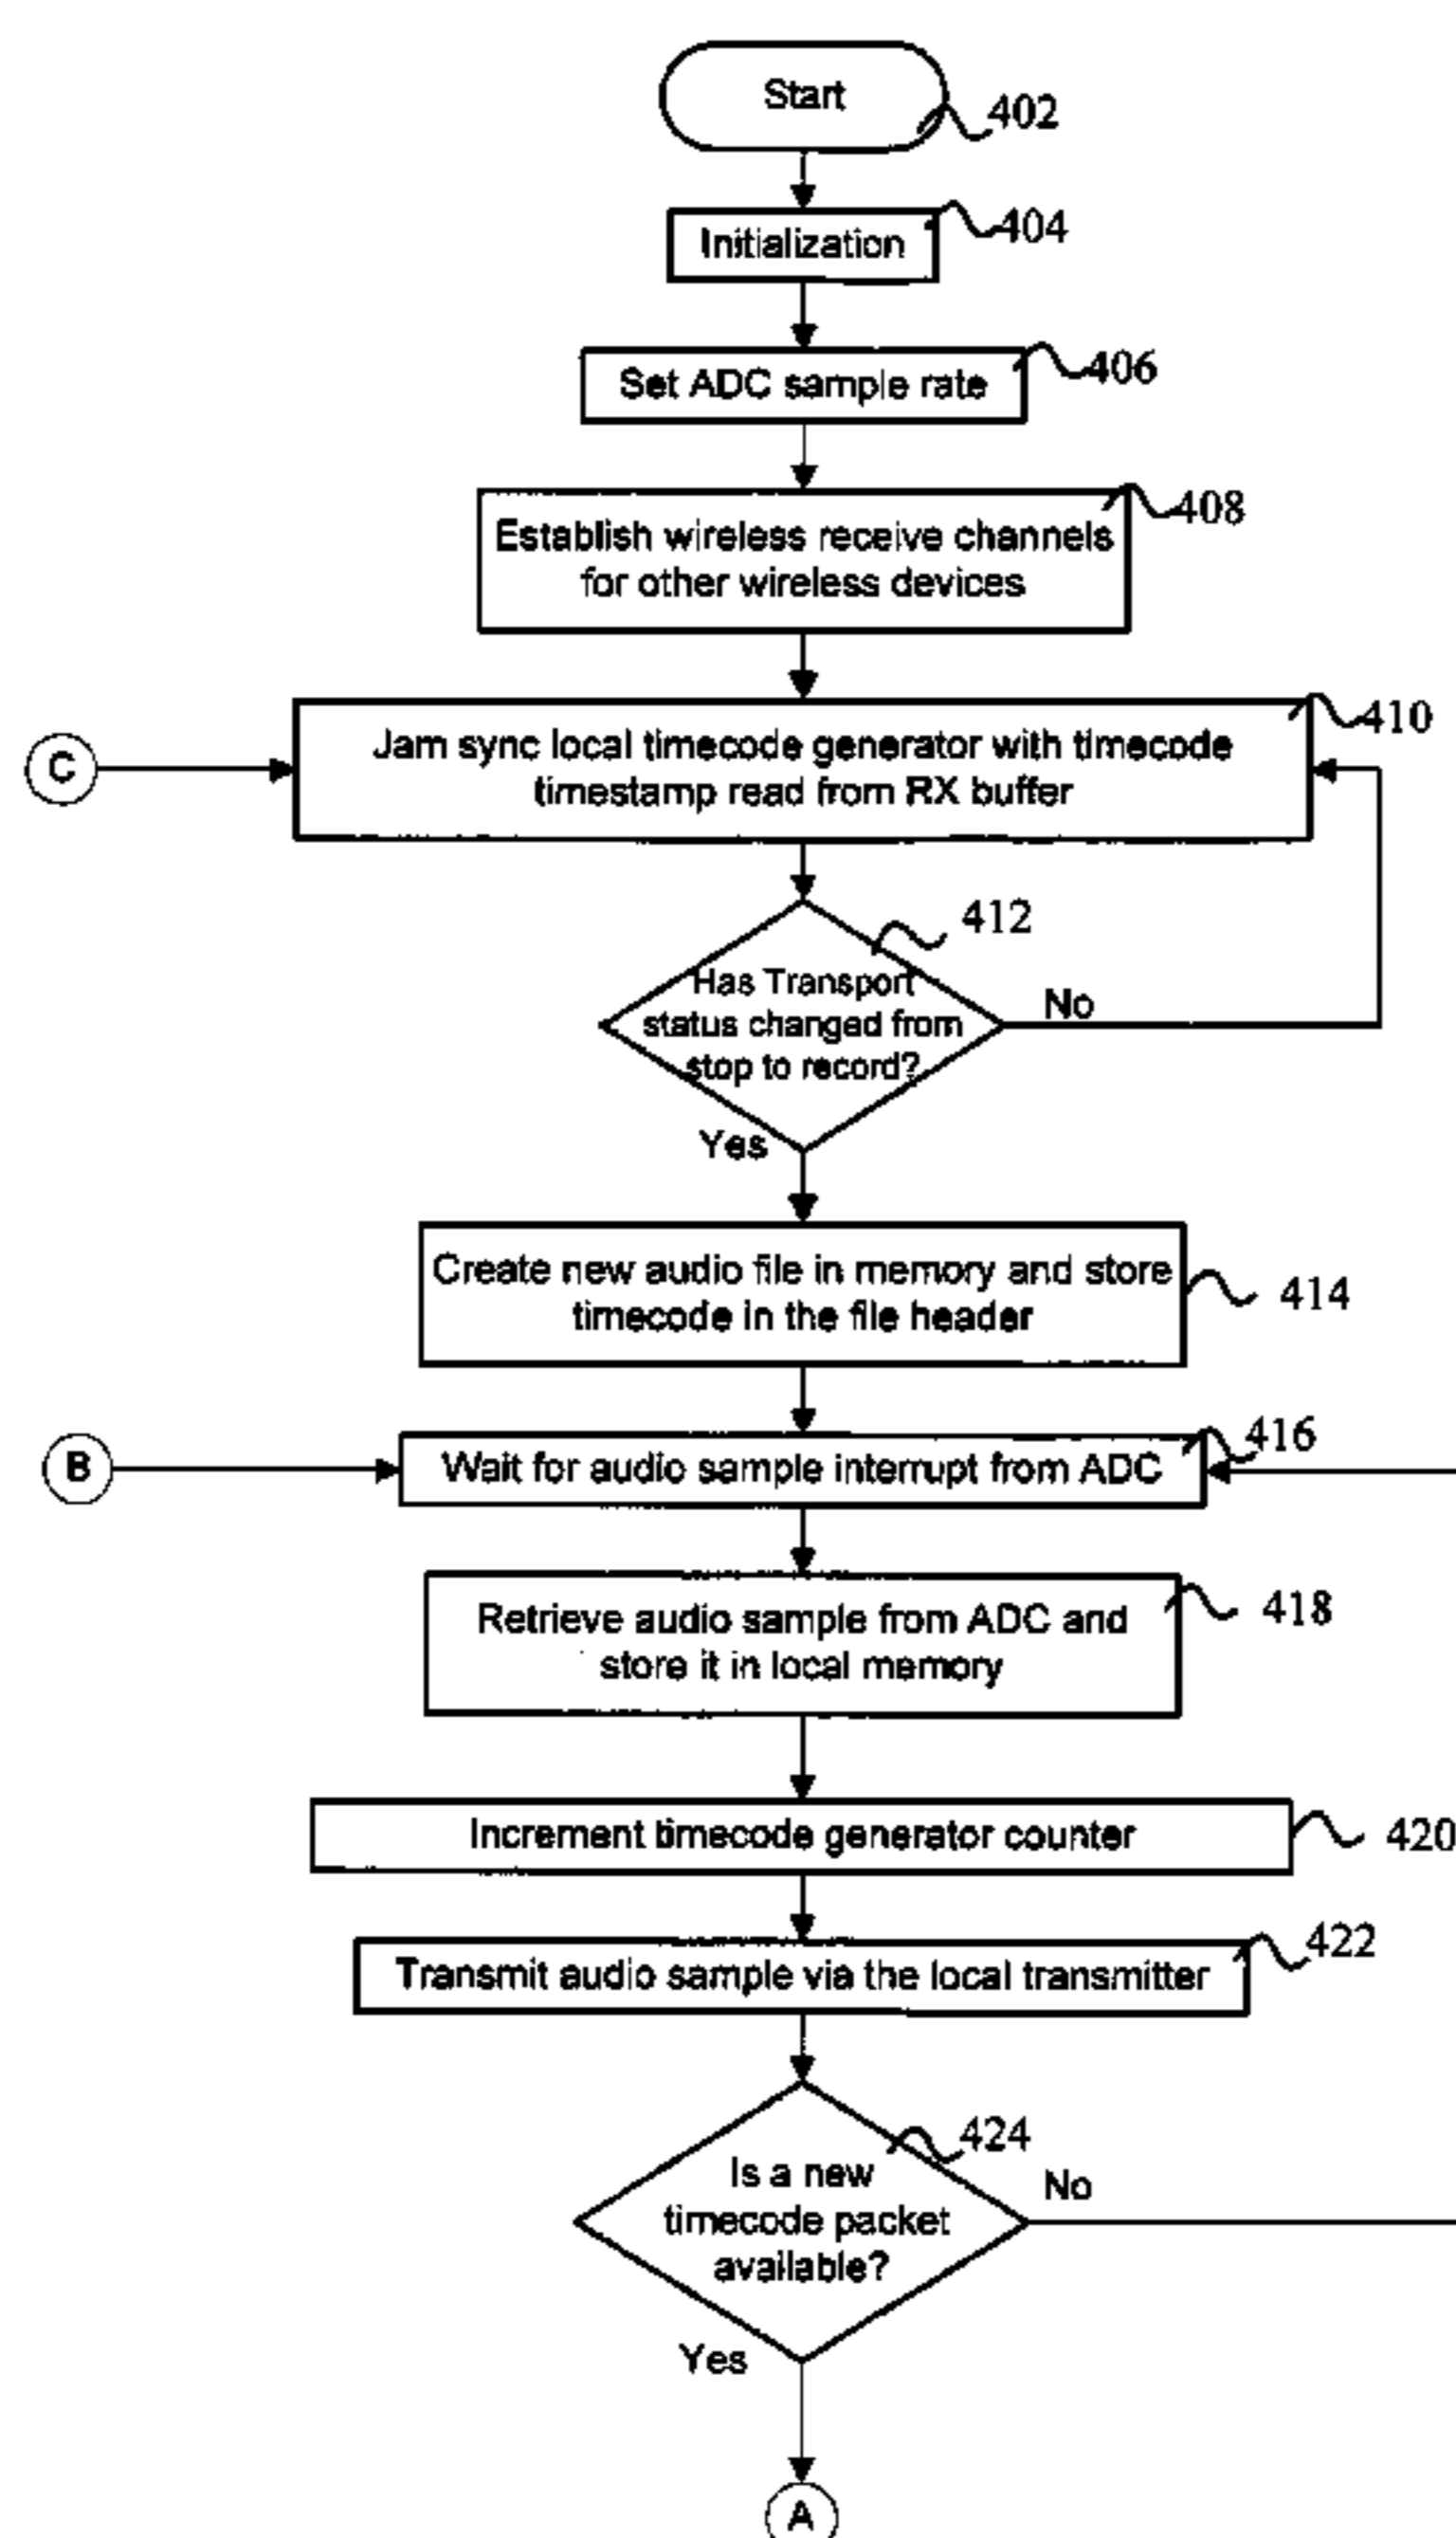 Start
402
Initialization
404
Set ADC sample rate
406
Establish wireless receive channels
for other wireless devices
408
Jam sync local timecode generator with timecode
timestamp read from RX buffer
410
C
412
Has Transport
status changed from
stop to record?
No
Yes
Create new audio file in memory and store
timecode in the file header
414
B
Wait for audio sample interrupt from ADC
416
Retrieve audio sample from ADC and
store it in local memory
418
Increment timecode generator counter
420
Transmit audio sample via the local transmitter
422
424
Is a new
timecode packet
available?
No
Yes
A